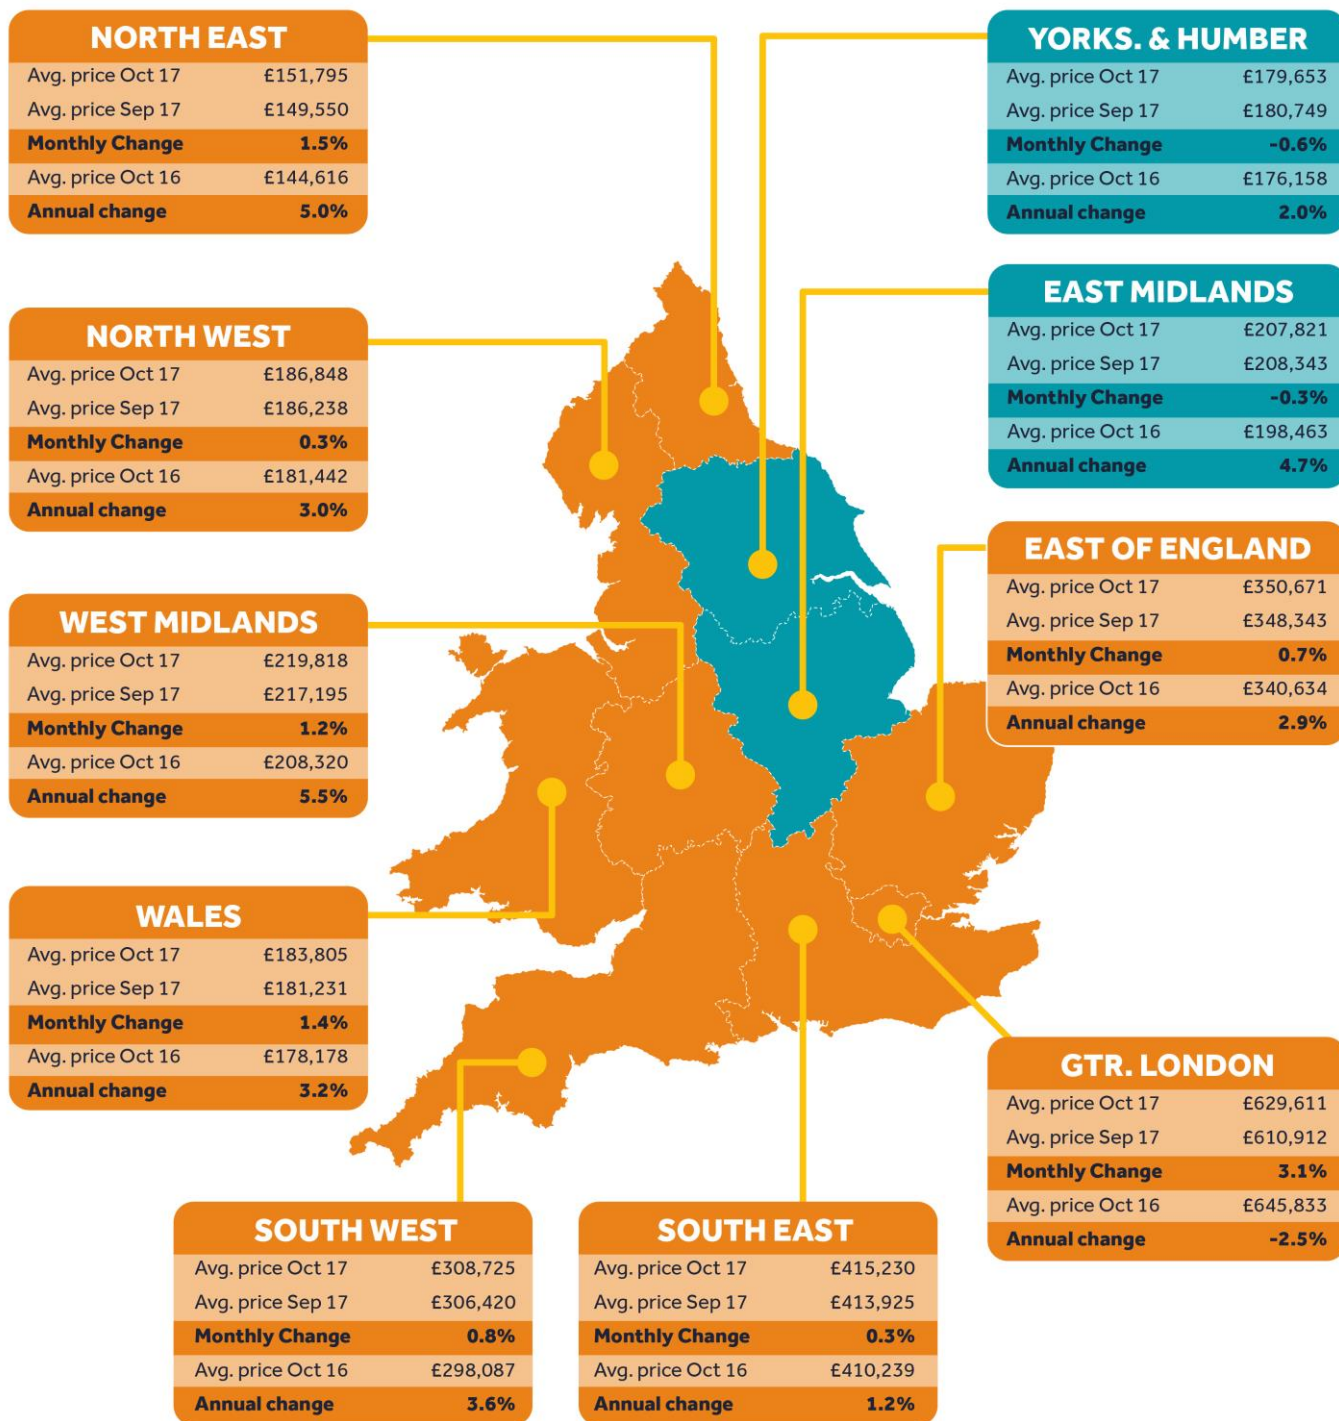 NORTH EAST
Avg. price Oct 17 £151,795
Avg. price Sep 17 £149,550
Monthly Change 1.5%
Avg. price Oct 16 £144,616
Annual change 5.0%
YORKS. & HUMBER
Avg. price Oct 17 £179,653
Avg. price Sep 17 £180,749
Monthly Change -0.6%
Avg. price Oct 16 £176,158
Annual change 2.0%
NORTH WEST
Avg. price Oct 17 £186,848
Avg. price Sep 17 £186,238
Monthly Change 0.3%
Avg. price Oct 16 £181,442
Annual change 3.0%
EAST MIDLANDS
Avg. price Oct 17 £207,821
Avg. price Sep 17 £208,343
Monthly Change -0.3%
Avg. price Oct 16 £198,463
Annual change 4.7%
WEST MIDLANDS
Avg. price Oct 17 £219,818
Avg. price Sep 17 £217,195
Monthly Change 1.2%
Avg. price Oct 16 £208,320
Annual change 5.5%
EAST OF ENGLAND
Avg. price Oct 17 £350,671
Avg. price Sep 17 £348,343
Monthly Change 0.7%
Avg. price Oct 16 £340,634
Annual change 2.9%
WALES
Avg. price Oct 17 £183,805
Avg. price Sep 17 £181,231
Monthly Change 1.4%
Avg. price Oct 16 £178,178
Annual change 3.2%
GTR. LONDON
Avg. price Oct 17 £629,611
Avg. price Sep 17 £610,912
Monthly Change 3.1%
Avg. price Oct 16 £645,833
Annual change -2.5%
SOUTH WEST
Avg. price Oct 17 £308,725
Avg. price Sep 17 £306,420
Monthly Change 0.8%
Avg. price Oct 16 £298,087
Annual change 3.6%
SOUTH EAST
Avg. price Oct 17 £415,230
Avg. price Sep 17 £413,925
Monthly Change 0.3%
Avg. price Oct 16 £410,239
Annual change 1.2%